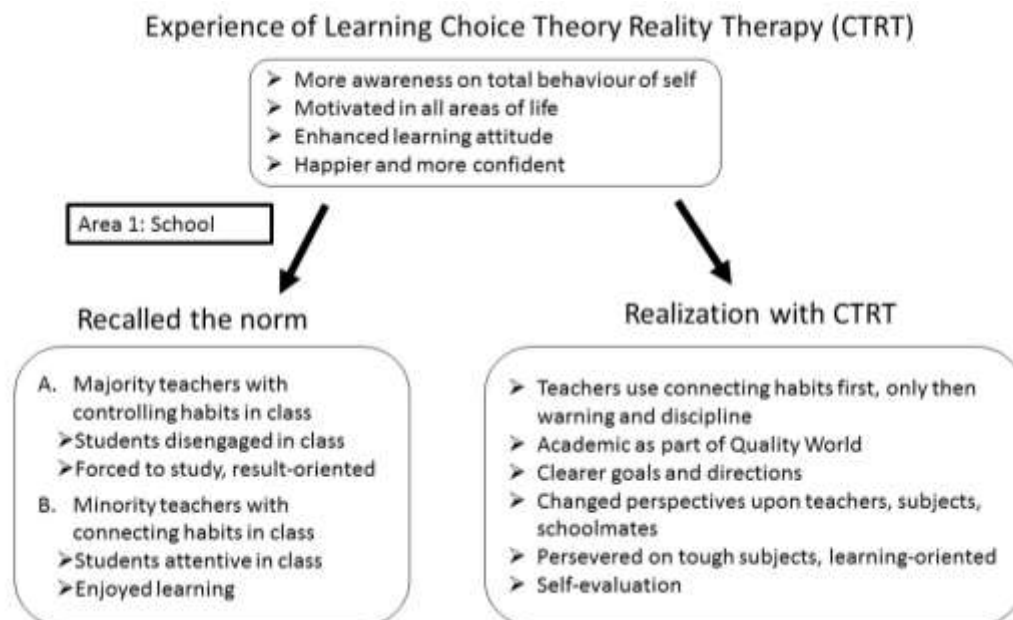 Experience of Learning Choice Theory Reality Therapy (CTRT)
➢ More awareness on total behaviour of self
➢ Motivated in all areas of life
➢ Enhanced learning attitude
➢ Happier and more confident
Area 1: School
Recalled the norm
A. Majority teachers with
controlling habits in class
➢Students disengaged in class
➢Forced to study, result-oriented
B. Minority teachers with
connecting habits in class
➢Students attentive in class
➢Enjoyed learning
Realization with CTRT
➢ Teachers use connecting habits first, only then
warning and discipline
➢ Academic as part of Quality World
➢ Clearer goals and directions
➢ Changed perspectives upon teachers, subjects,
schoolmates
➢ Persevered on tough subjects, learning-oriented
➢ Self-evaluation